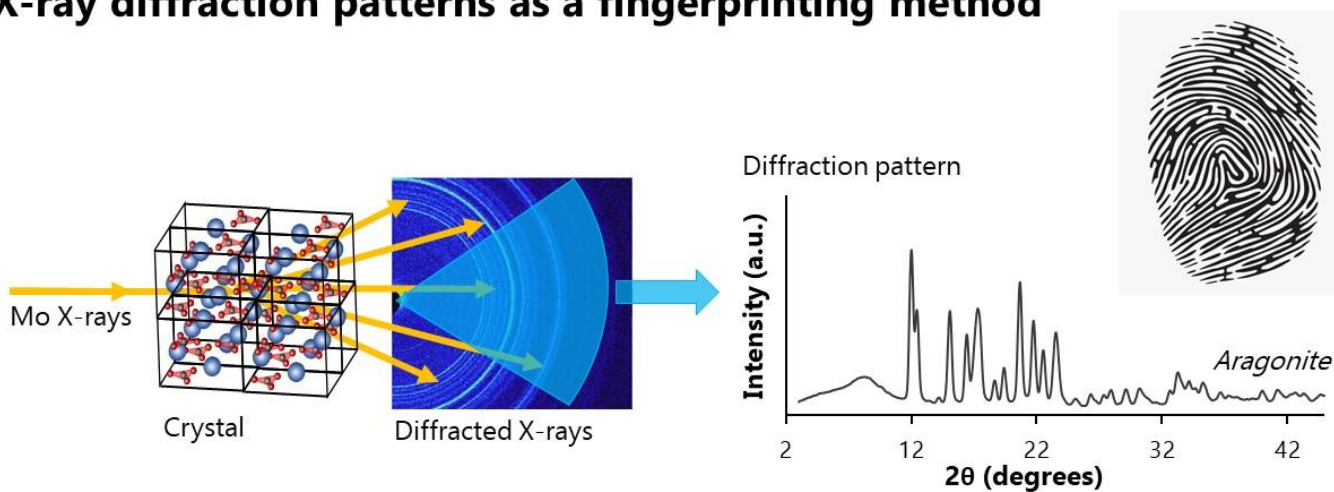 X-ray diffraction patterns as a fingerprinting method
Mo X-rays
Crystal
Diffracted X-rays
Diffraction pattern
Intensity (a.u.)
Aragonite
2 12 22 32 42
2θ (degrees)